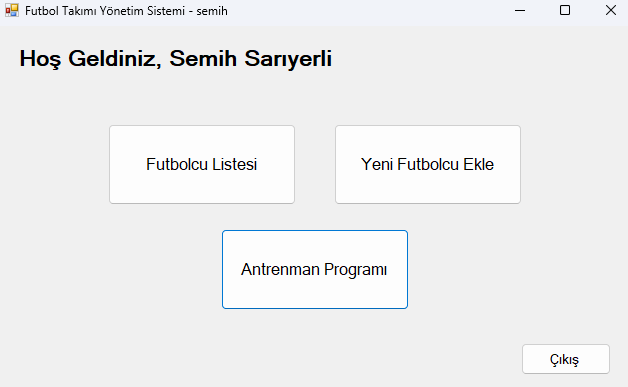 Futbol Takımı Yönetim Sistemi - semih
Hoş Geldiniz, Semih Sarıyerli
Futbolcu Listesi
Yeni Futbolcu Ekle
Antrenman Programı
Çıkış